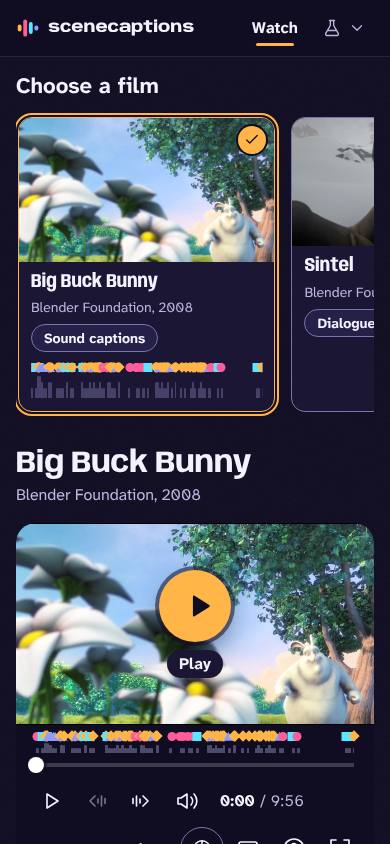 scenecaptions
Watch
Choose a film
Big Buck Bunny
Blender Foundation, 2008
Sound captions
Sintel
Blender Fou
Dialogue
Big Buck Bunny
Blender Foundation, 2008
Play
0:00 / 9:56